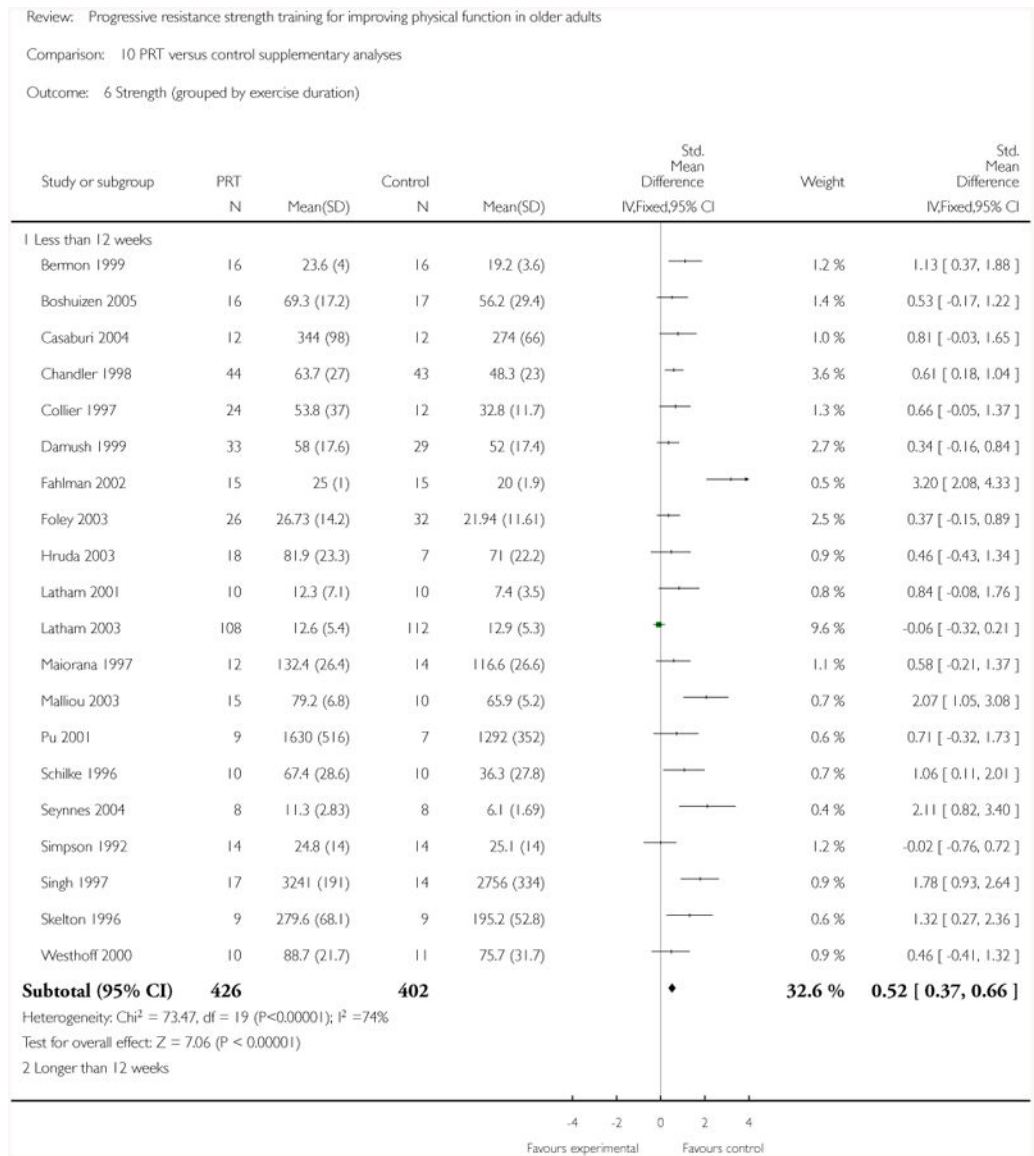 Review: Progressive resistance strength training for improving physical function in older adults
Comparison: 10 PRT versus control supplementary analyses
Outcome: 6 Strength (grouped by exercise duration)
Study or subgroup PRT Control Std. Mean Difference Weight Std. Mean Difference
N Mean(SD) N Mean(SD) IV,Fixed,95% CI IV,Fixed,95% CI
1 Less than 12 weeks
Bermon 1999 16 23.6 (4) 16 19.2 (3.6) 1.2 % 1.13 [ 0.37, 1.88 ]
Boshuizen 2005 16 69.3 (17.2) 17 56.2 (29.4) 1.4 % 0.53 [ -0.17, 1.22 ]
Casaburi 2004 12 344 (98) 12 274 (66) 1.0 % 0.81 [ -0.03, 1.65 ]
Chandler 1998 44 63.7 (27) 43 48.3 (23) 3.6 % 0.61 [ 0.18, 1.04 ]
Collier 1997 24 53.8 (37) 12 32.8 (11.7) 1.3 % 0.66 [ -0.05, 1.37 ]
Damush 1999 33 58 (17.6) 29 52 (17.4) 2.7 % 0.34 [ -0.16, 0.84 ]
Fahlman 2002 15 25 (1) 15 20 (1.9) 0.5 % 3.20 [ 2.08, 4.33 ]
Foley 2003 26 26.73 (14.2) 32 21.94 (11.61) 2.5 % 0.37 [ -0.15, 0.89 ]
Hruda 2003 18 81.9 (23.3) 7 71 (22.2) 0.9 % 0.46 [ -0.43, 1.34 ]
Latham 2001 10 12.3 (7.1) 10 7.4 (3.5) 0.8 % 0.84 [ -0.08, 1.76 ]
Latham 2003 108 12.6 (5.4) 112 12.9 (5.3) 9.6 % -0.06 [ -0.32, 0.21 ]
Maiorana 1997 12 132.4 (26.4) 14 116.6 (26.6) 1.1 % 0.58 [ -0.21, 1.37 ]
Malliou 2003 15 79.2 (6.8) 10 65.9 (5.2) 0.7 % 2.07 [ 1.05, 3.08 ]
Pu 2001 9 1630 (516) 7 1292 (352) 0.6 % 0.71 [ -0.32, 1.73 ]
Schilke 1996 10 67.4 (28.6) 10 36.3 (27.8) 0.7 % 1.06 [ 0.11, 2.01 ]
Seynnes 2004 8 11.3 (2.83) 8 6.1 (1.69) 0.4 % 2.11 [ 0.82, 3.40 ]
Simpson 1992 14 24.8 (14) 14 25.1 (14) 1.2 % -0.02 [ -0.76, 0.72 ]
Singh 1997 17 3241 (191) 14 2756 (334) 0.9 % 1.78 [ 0.93, 2.64 ]
Skelton 1996 9 279.6 (68.1) 9 195.2 (52.8) 0.6 % 1.32 [ 0.27, 2.36 ]
Westhoff 2000 10 88.7 (21.7) 11 75.7 (31.7) 0.9 % 0.46 [ -0.41, 1.32 ]
Subtotal (95% CI) 426 402 32.6 % 0.52 [ 0.37, 0.66 ]
Heterogeneity: Chi² = 73.47, df = 19 (P<0.00001); I² =74%
Test for overall effect: Z = 7.06 (P < 0.00001)
2 Longer than 12 weeks
-4 -2 0 2 4
Favours experimental Favours control